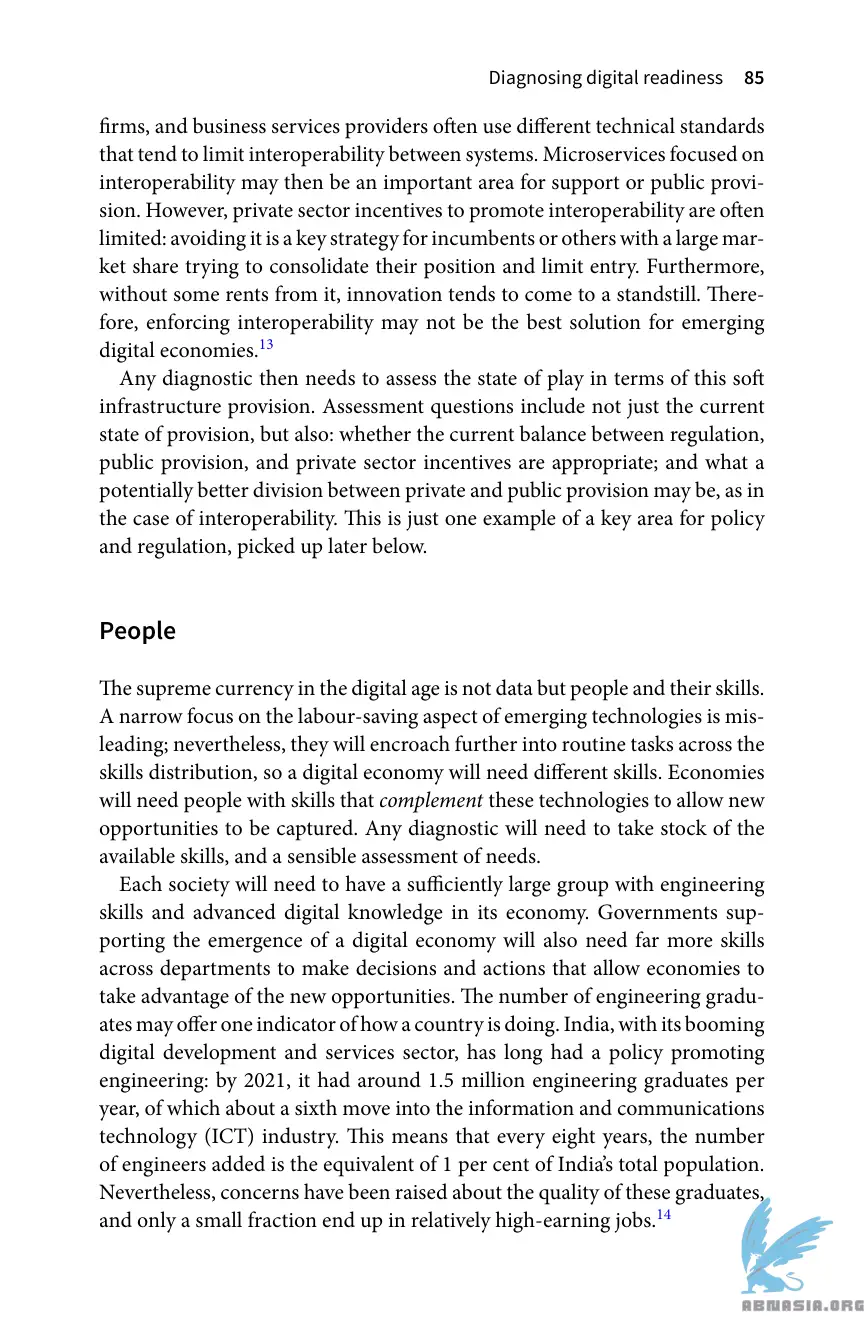 Diagnosing digital readiness 85
firms, and business services providers often use different technical standards
that tend to limit interoperability between systems. Microservices focused on
interoperability may then be an important area for support or public provi-
sion. However, private sector incentives to promote interoperability are often
limited: avoiding it is a key strategy for incumbents or others with a large mar-
ket share trying to consolidate their position and limit entry. Furthermore,
without some rents from it, innovation tends to come to a standstill. There-
fore, enforcing interoperability may not be the best solution for emerging
digital economies.13
Any diagnostic then needs to assess the state of play in terms of this soft
infrastructure provision. Assessment questions include not just the current
state of provision, but also: whether the current balance between regulation,
public provision, and private sector incentives are appropriate; and what a
potentially better division between private and public provision may be, as in
the case of interoperability. This is just one example of a key area for policy
and regulation, picked up later below.
People
The supreme currency in the digital age is not data but people and their skills.
A narrow focus on the labour-saving aspect of emerging technologies is mis-
leading; nevertheless, they will encroach further into routine tasks across the
skills distribution, so a digital economy will need different skills. Economies
will need people with skills that complement these technologies to allow new
opportunities to be captured. Any diagnostic will need to take stock of the
available skills, and a sensible assessment of needs.
Each society will need to have a sufficiently large group with engineering
skills and advanced digital knowledge in its economy. Governments sup-
porting the emergence of a digital economy will also need far more skills
across departments to make decisions and actions that allow economies to
take advantage of the new opportunities. The number of engineering gradu-
ates may offer one indicator of how a country is doing. India, with its booming
digital development and services sector, has long had a policy promoting
engineering: by 2021, it had around 1.5 million engineering graduates per
year, of which about a sixth move into the information and communications
technology (ICT) industry. This means that every eight years, the number
of engineers added is the equivalent of 1 per cent of India's total population.
Nevertheless, concerns have been raised about the quality of these graduates,
and only a small fraction end up in relatively high-earning jobs.14
ABNASIA.ORG